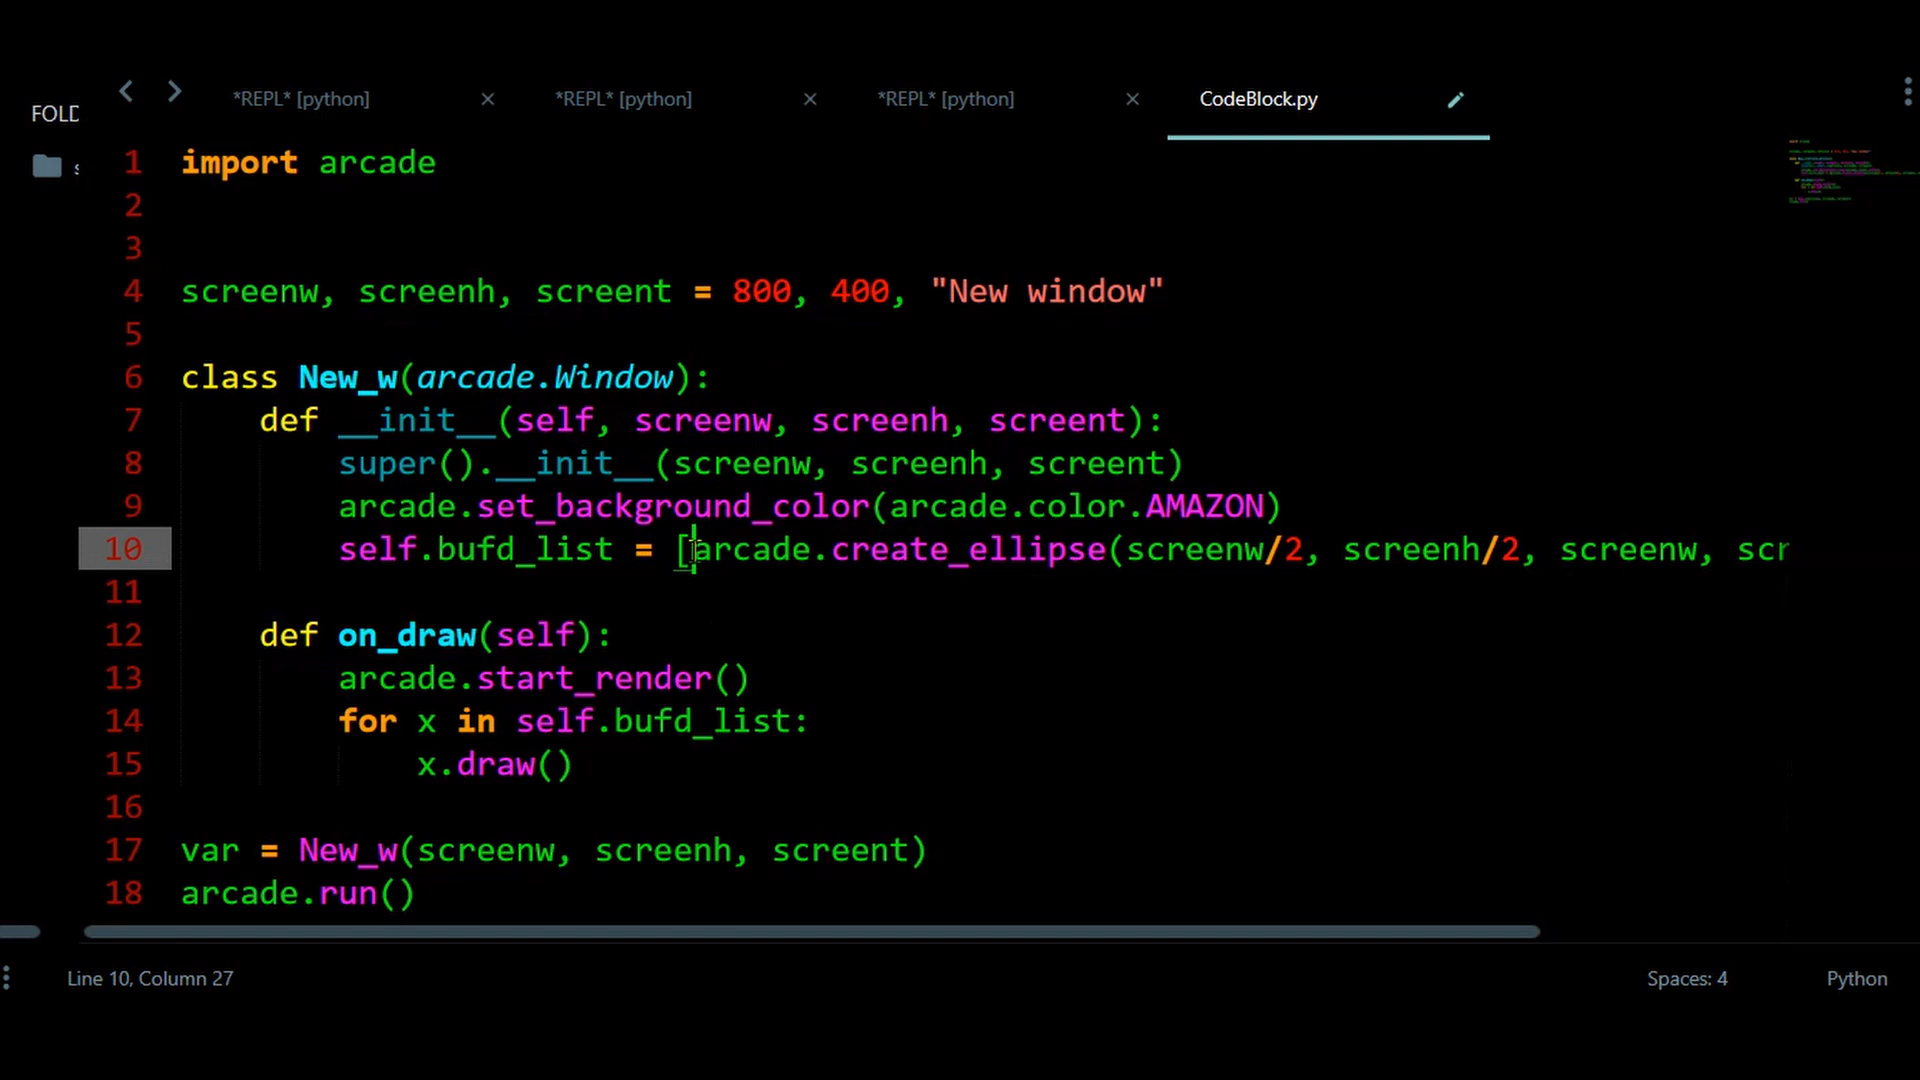 FOLD
*REPL* [python]
*REPL* [python]
*REPL* [python]
CodeBlock.py
s
1 import arcade
2
3
4 screenw, screenh, screent = 800, 400, "New window"
5
6 class New_w(arcade.Window):
7 def __init__(self, screenw, screenh, screent):
8 super().__init__(screenw, screenh, screent)
9 arcade.set_background_color(arcade.color.AMAZON)
10 self.bufd_list = [arcade.create_ellipse(screenw/2, screenh/2, screenw, scr
11
12 def on_draw(self):
13 arcade.start_render()
14 for x in self.bufd_list:
15 x.draw()
16
17 var = New_w(screenw, screenh, screent)
18 arcade.run()
Line 10, Column 27
Spaces: 4
Python